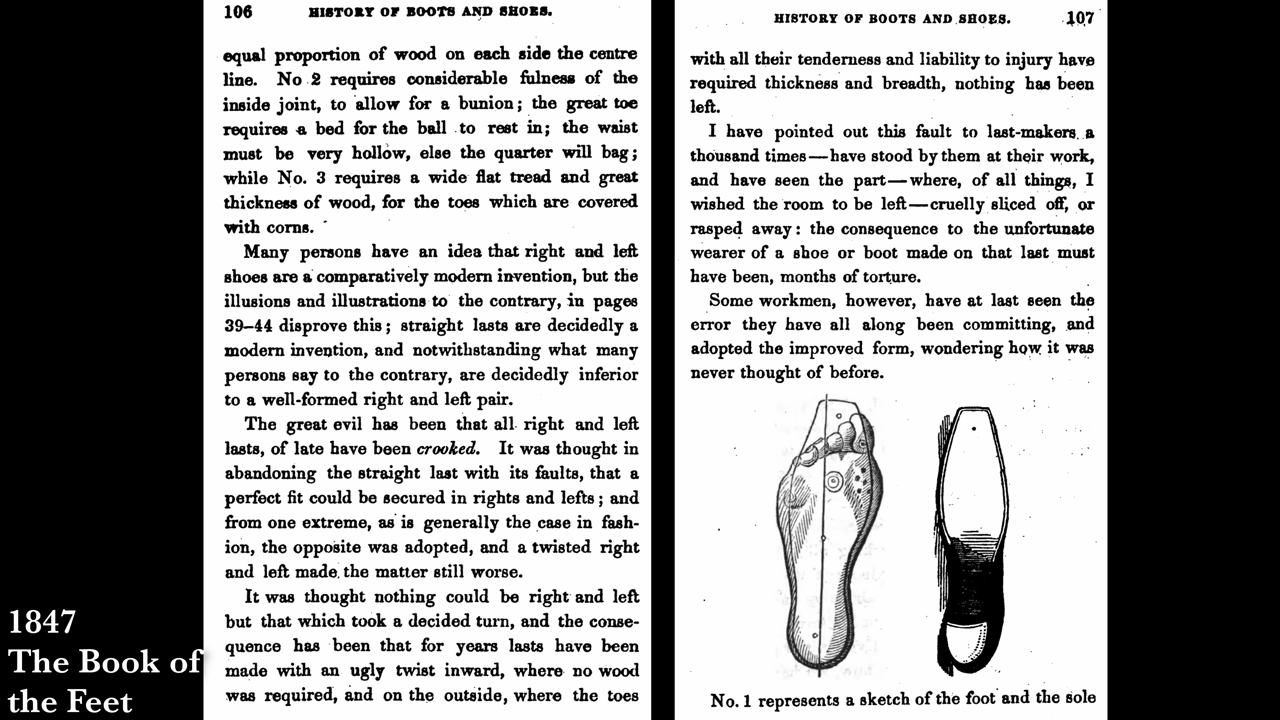 106 HISTORY OF BOOTS AND SHOES.
equal proportion of wood on each side the centre
line. No 2 requires considerable fulness of the
inside joint, to allow for a bunion; the great toe
requires a bed for the ball to rest in; the waist
must be very hollow, else the quarter will bag;
while No. 3 requires a wide flat tread and great
thickness of wood, for the toes which are covered
with corns.
Many persons have an idea that right and left
shoes are a comparatively modern invention, but the
illusions and illustrations to the contrary, in pages
39–44 disprove this; straight lasts are decidedly a
modern invention, and notwithstanding what many
persons say to the contrary, are decidedly inferior
to a well-formed right and left pair.
The great evil has been that all right and left
lasts, of late have been crooked. It was thought in
abandoning the straight last with its faults, that a
perfect fit could be secured in rights and lefts; and
from one extreme, as is generally the case in fash-
ion, the opposite was adopted, and a twisted right
and left made the matter still worse.
It was thought nothing could be right and left
but that which took a decided turn, and the conse-
quence has been that for years lasts have been
made with an ugly twist inward, where no wood
was required, and on the outside, where the toes
HISTORY OF BOOTS AND SHOES. 107
with all their tenderness and liability to injury have
required thickness and breadth, nothing has been
left.
I have pointed out this fault to last-makers a
thousand times—have stood by them at their work,
and have seen the part—where, of all things, I
wished the room to be left—cruelly sliced off, or
rasped away: the consequence to the unfortunate
wearer of a shoe or boot made on that last must
have been, months of torture.
Some workmen, however, have at last seen the
error they have all along been committing, and
adopted the improved form, wondering how it was
never thought of before.
No. 1 represents a sketch of the foot and the sole
1847
The Book of
the Feet